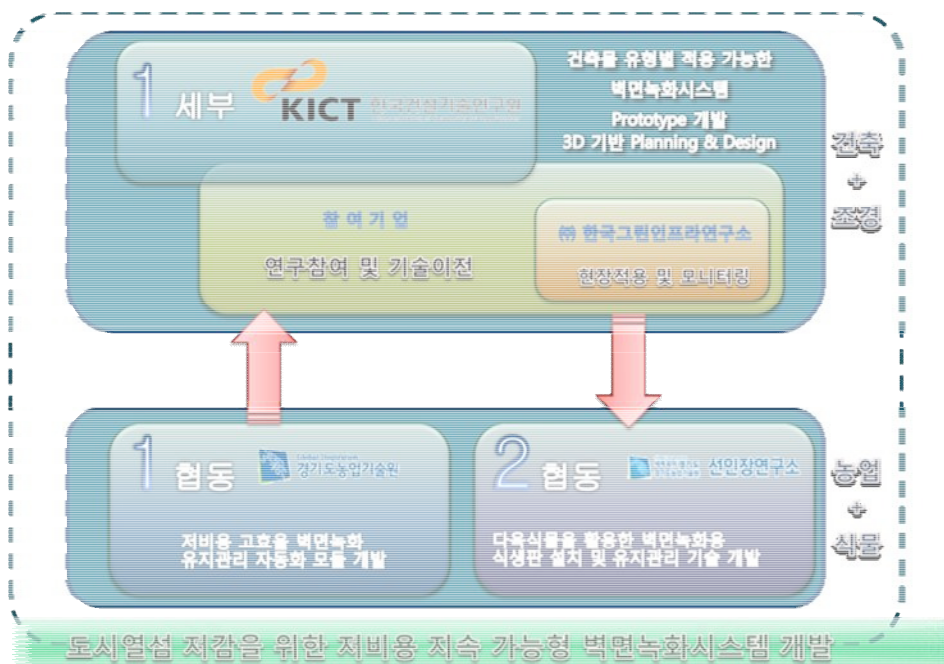 1 세부
KICT 한국건설기술연구원
건축물 유형별 적용 가능한
벽면녹화시스템
Prototype 개발
3D 기반 Planning & Design
건축
+
조경
참여기업
연구참여 및 기술이전
㈜ 한국그린인프라연구소
현장적용 및 모니터링
1 협동
경기도농업기술원
저비용 고효율 벽면녹화
유지관리 자동화 모듈 개발
2 협동
선인장연구소
다육식물을 활용한 벽면녹화용
식생판 설치 및 유지관리 기술 개발
농업
+
식물
도시열섬 저감을 위한 저비용 지속 가능형 벽면녹화시스템 개발